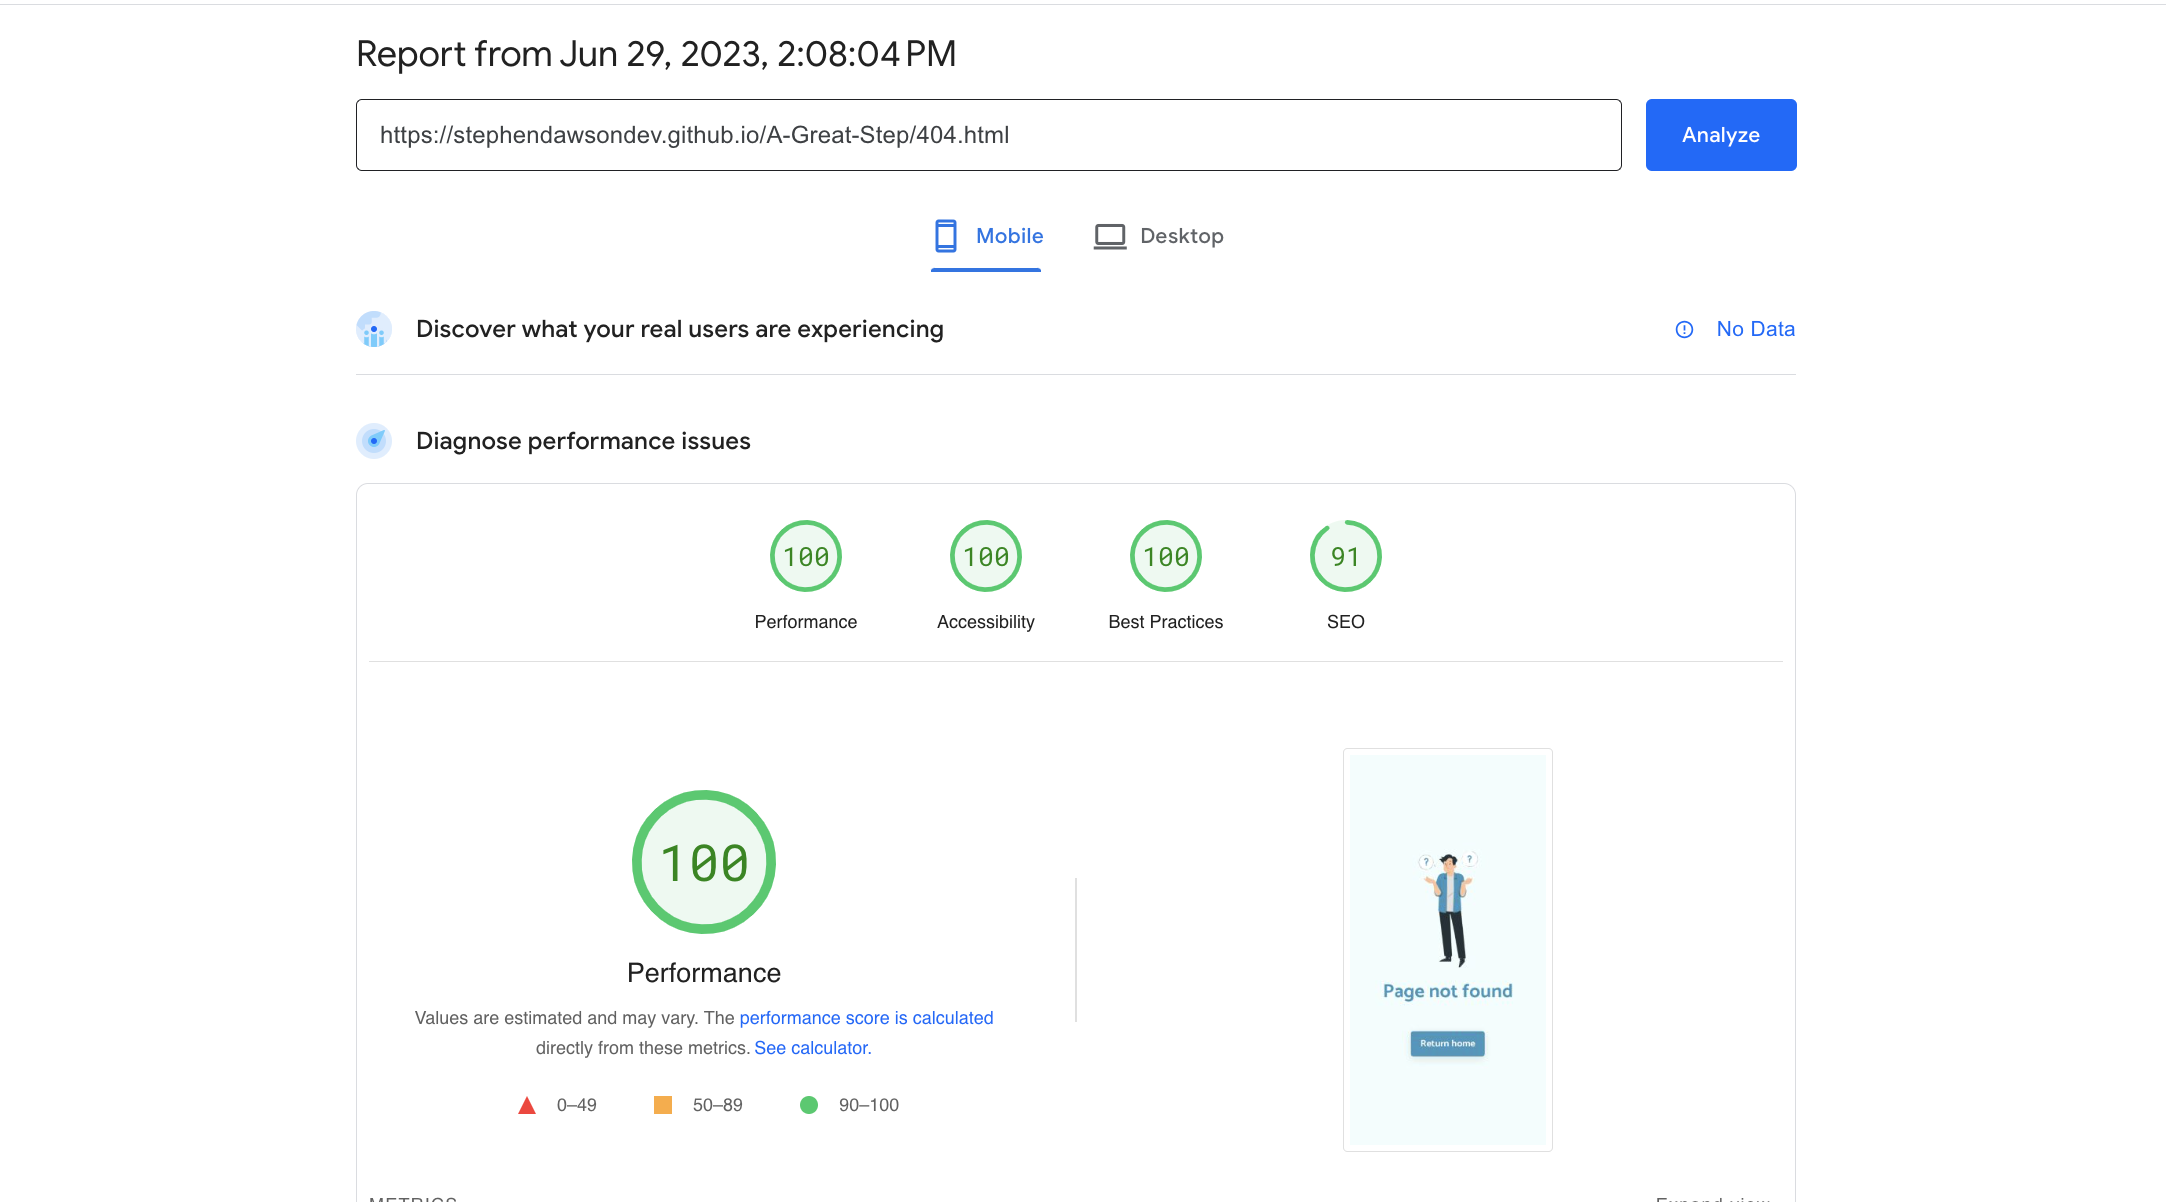 Report from Jun 29, 2023, 2:08:04 PM
https://stephendawsondev.github.io/A-Great-Step/404.html
Analyze
Mobile
Desktop
Discover what your real users are experiencing
No Data
Diagnose performance issues
100
100
100
91
Performance
Accessibility
Best Practices
SEO
100
Performance
Values are estimated and may vary. The performance score is calculated
directly from these metrics. See calculator.
0–49
50–89
90–100
? ?
Page not found
Return home
METRICS
Expand view